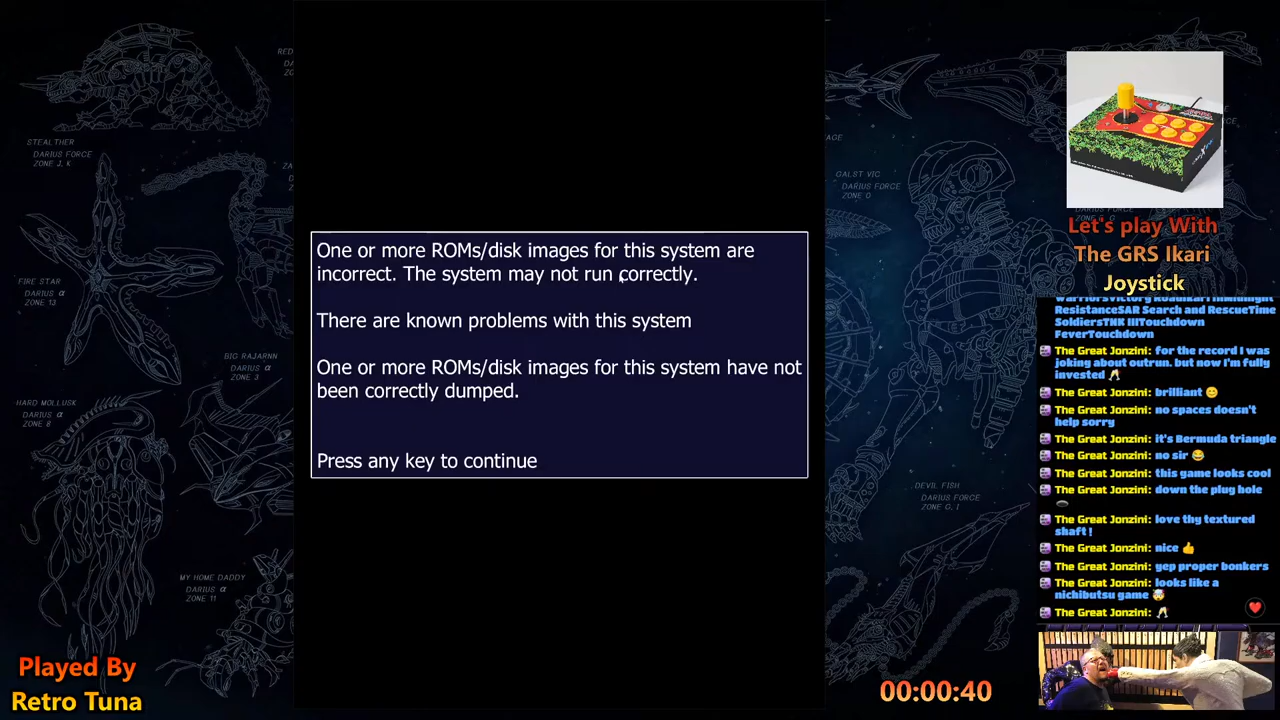 One or more ROMs/disk images for this system are
incorrect. The system may not run correctly.
There are known problems with this system
One or more ROMs/disk images for this system have not
been correctly dumped.
Press any key to continue
STEALTHER
DARIUS FORCE
ZONE J, K
FIRE STAR
DARIUS α
ZONE 13
BIG RAJARNN
DARIUS α
ZONE 3
HARD MOLLUSK
DARIUS α
ZONE 8
MY HOME DADDY
DARIUS α
ZONE 11
GALST VIC
DARIUS FORCE
ZONE O
DEVIL FISH
DARIUS FORCE
ZONE G, I
Let's play With
The GRS Ikari
Joystick
ResistanceSAR Search and RescueTime
SoldiersTNK IIITouchdown
FeverTouchdown
The Great Jonzini: for the record I was
joking about outrun. but now I'm fully
invested 🥂
The Great Jonzini: brilliant 😊
The Great Jonzini: no spaces doesn't
help sorry
The Great Jonzini: it's Bermuda triangle
The Great Jonzini: no sir 😂
The Great Jonzini: this game looks cool
The Great Jonzini: down the plug hole
🕳️
The Great Jonzini: love thy textured
shaft !
The Great Jonzini: nice 👍
The Great Jonzini: yep proper bonkers
The Great Jonzini: looks like a
nichibutsu game 🤯
The Great Jonzini: 🥂
Played By
Retro Tuna
00:00:40